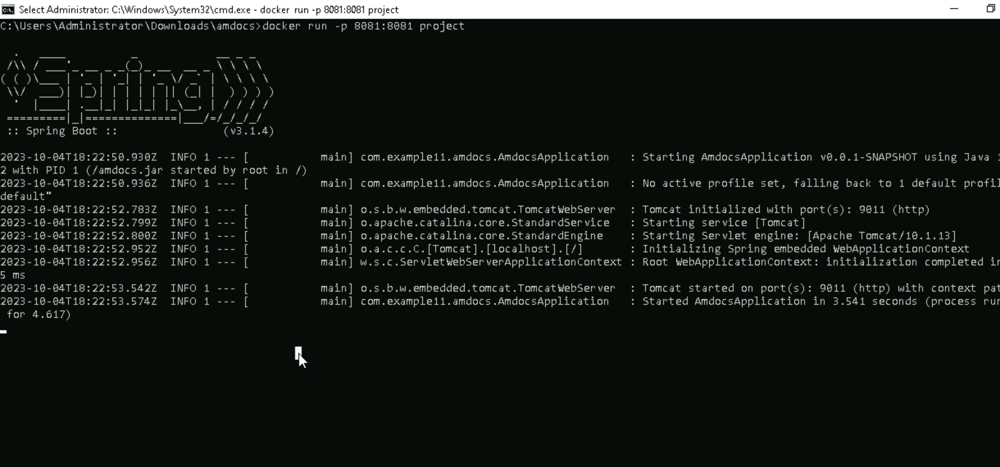 Select Administrator: C:\Windows\System32\cmd.exe - docker  run -p 8081:8081 project
C:\Users\Administrator\Downloads\amdocs>docker run -p 8081:8081 project
  .   ____          _            __ _ _
 /\\ / ___'_ __ _ _(_)_ __  __ _ \ \ \ \
( ( )\___ | '_ | '_| | '_ \/ _` | \ \ \ \
 \\/  ___)| |_)| | | | | || (_| |  ) ) ) )
  '  |____| .__|_| |_|_| |_\__, | / / / /
 =========|_|==============|___/=/_/_/_/
 :: Spring Boot ::                (v3.1.4)
2023-10-04T18:22:50.930Z  INFO 1 --- [           main] com.example11.amdocs.AmdocsApplication   : Starting AmdocsApplication v0.0.1-SNAPSHOT using Java 1
2 with PID 1 (/amdocs.jar started by root in /)
2023-10-04T18:22:50.936Z  INFO 1 --- [           main] com.example11.amdocs.AmdocsApplication   : No active profile set, falling back to 1 default profil
default"
2023-10-04T18:22:52.783Z  INFO 1 --- [           main] o.s.b.w.embedded.tomcat.TomcatWebServer  : Tomcat initialized with port(s): 9011 (http)
2023-10-04T18:22:52.799Z  INFO 1 --- [           main] o.apache.catalina.core.StandardService   : Starting service [Tomcat]
2023-10-04T18:22:52.800Z  INFO 1 --- [           main] o.apache.catalina.core.StandardEngine    : Starting Servlet engine: [Apache Tomcat/10.1.13]
2023-10-04T18:22:52.952Z  INFO 1 --- [           main] o.a.c.c.C.[Tomcat].[localhost].[/]       : Initializing Spring embedded WebApplicationContext
2023-10-04T18:22:52.956Z  INFO 1 --- [           main] w.s.c.ServletWebServerApplicationContext : Root WebApplicationContext: initialization completed in
5 ms
2023-10-04T18:22:53.542Z  INFO 1 --- [           main] o.s.b.w.embedded.tomcat.TomcatWebServer  : Tomcat started on port(s): 9011 (http) with context pat
2023-10-04T18:22:53.574Z  INFO 1 --- [           main] com.example11.amdocs.AmdocsApplication   : Started AmdocsApplication in 3.541 seconds (process run
 for 4.617)